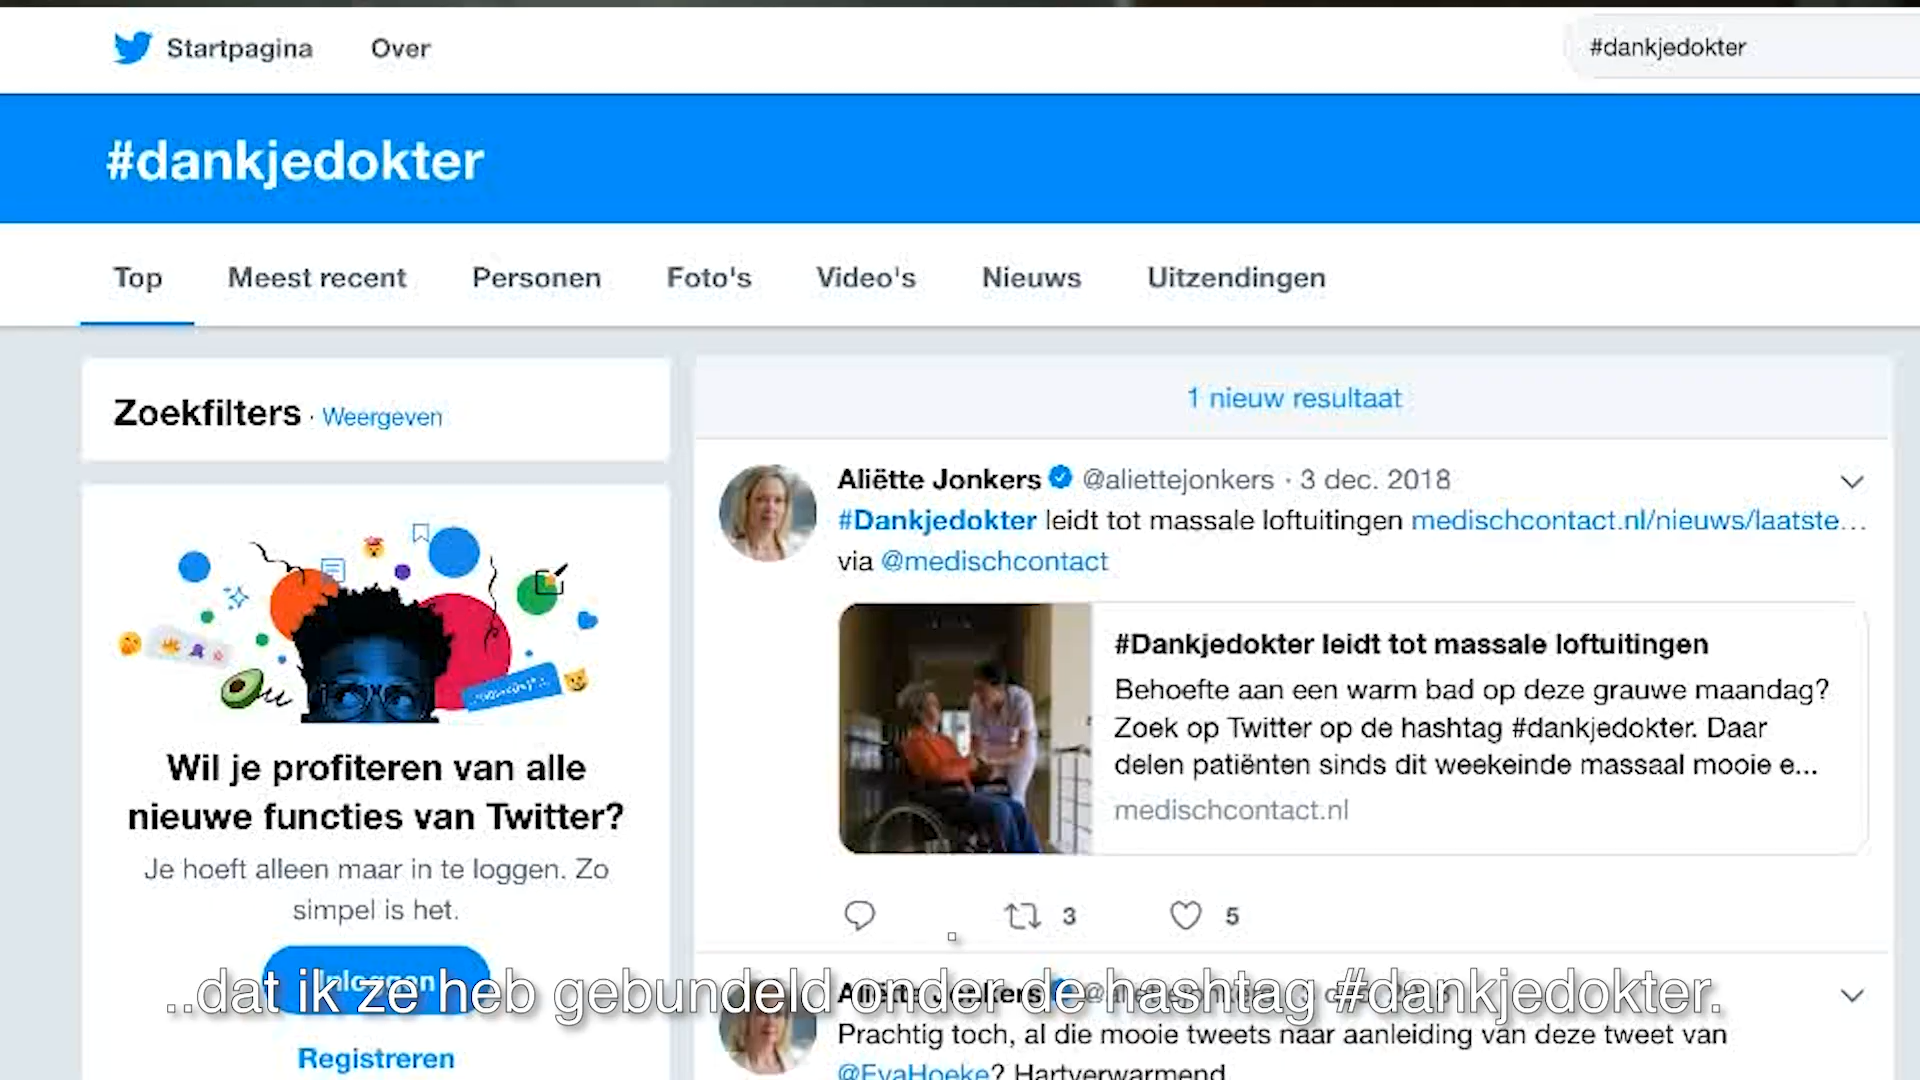 Startpagina Over #dankjedokter
#dankjedokter
Top Meest recent Personen Foto's Video's Nieuws Uitzendingen
Zoekfilters · Weergeven
Wil je profiteren van alle
nieuwe functies van Twitter?
Je hoeft alleen maar in te loggen. Zo
simpel is het.
Inloggen
Registreren
1 nieuw resultaat
Aliëtte Jonkers @aliettejonkers · 3 dec. 2018
#Dankjedokter leidt tot massale loftuitingen medischcontact.nl/nieuws/laatste…
via @medischcontact
#Dankjedokter leidt tot massale loftuitingen
Behoefte aan een warm bad op deze grauwe maandag?
Zoek op Twitter op de hashtag #dankjedokter. Daar
delen patiënten sinds dit weekeinde massaal mooie e...
medischcontact.nl
3 5
Aliëtte Jonkers @aliettejonkers
Prachtig toch, al die mooie tweets naar aanleiding van deze tweet van
@EvaHoeke? Hartverwarmend
..dat ik ze heb gebundeld onder de hashtag #dankjedokter.